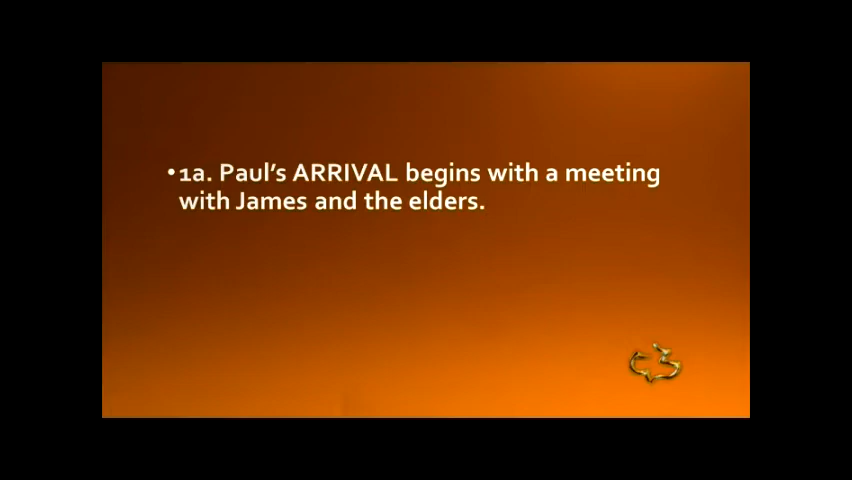 •1a. Paul's ARRIVAL begins with a meeting
with James and the elders.